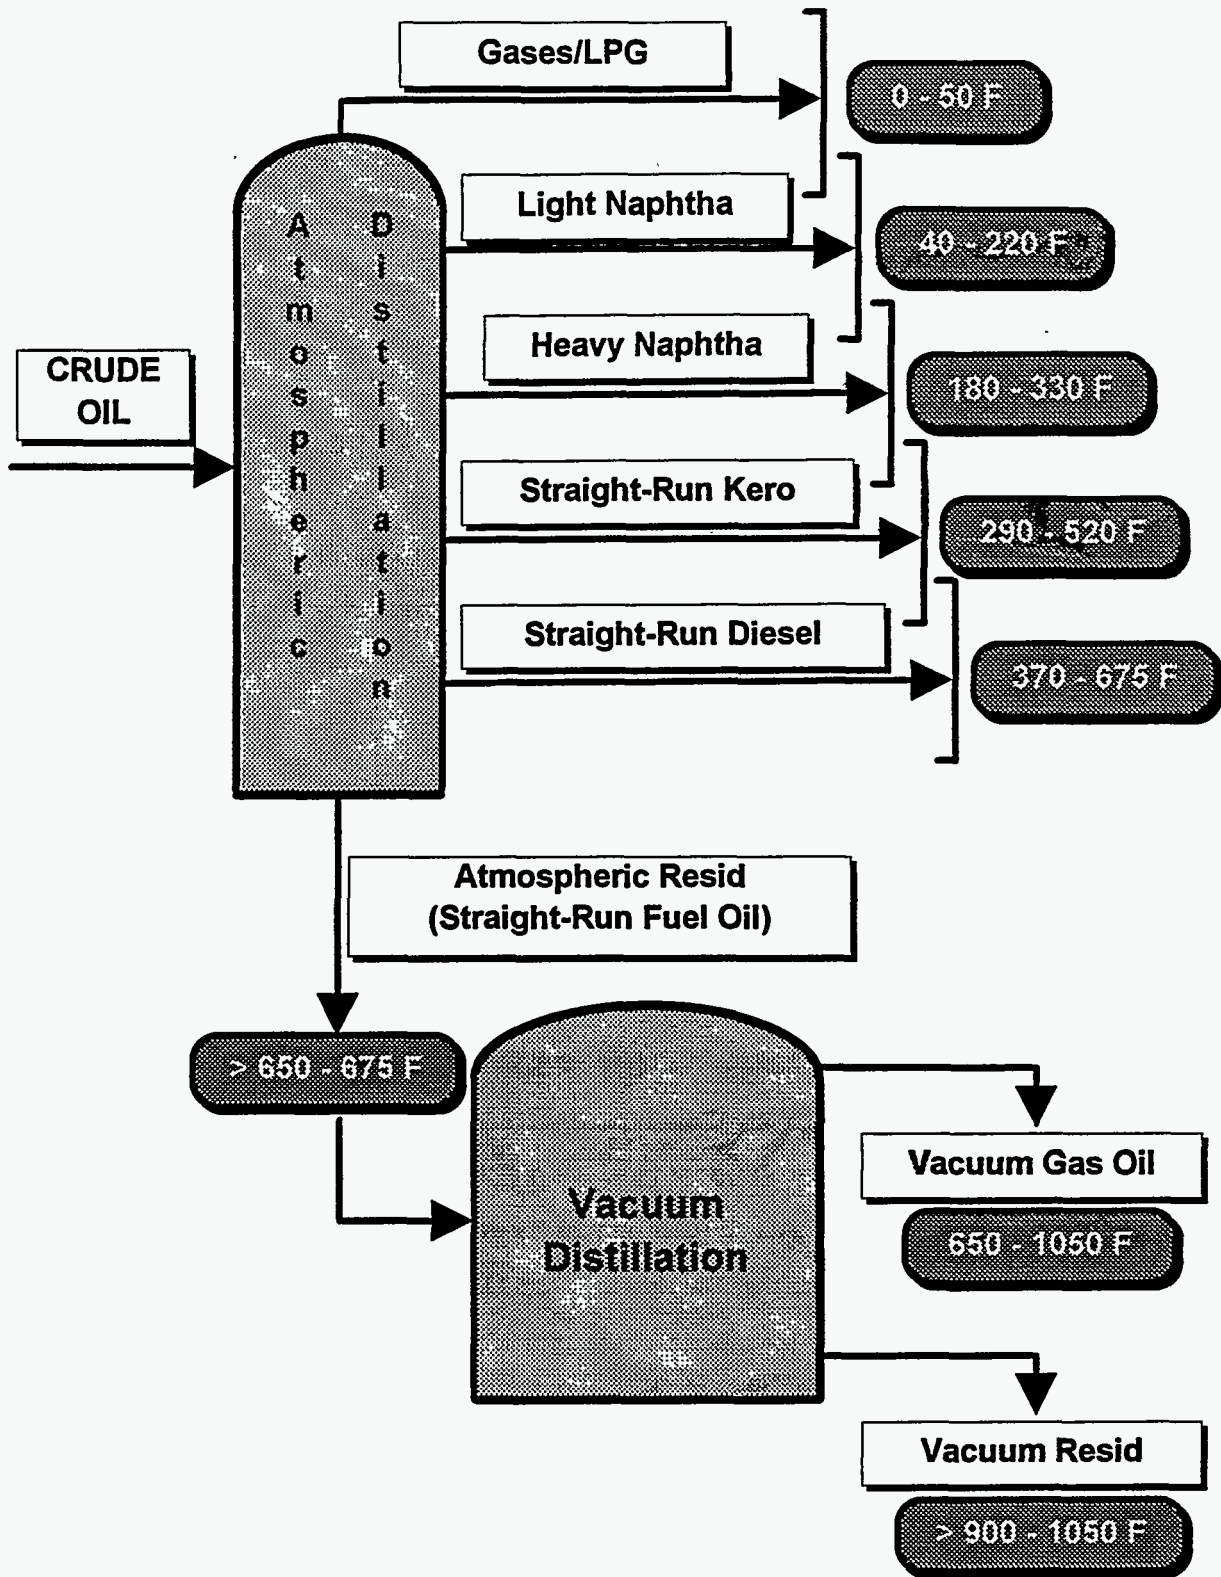 Gases/LPG
0 - 50 F
Light Naphtha
40 - 220 F
Heavy Naphtha
180 - 330 F
CRUDE
OIL
Atmospheric
Distillation
Straight-Run Kero
290 - 520 F
Straight-Run Diesel
370 - 675 F
Atmospheric Resid
(Straight-Run Fuel Oil)
> 650 - 675 F
Vacuum
Distillation
Vacuum Gas Oil
650 - 1050 F
Vacuum Resid
> 900 - 1050 F